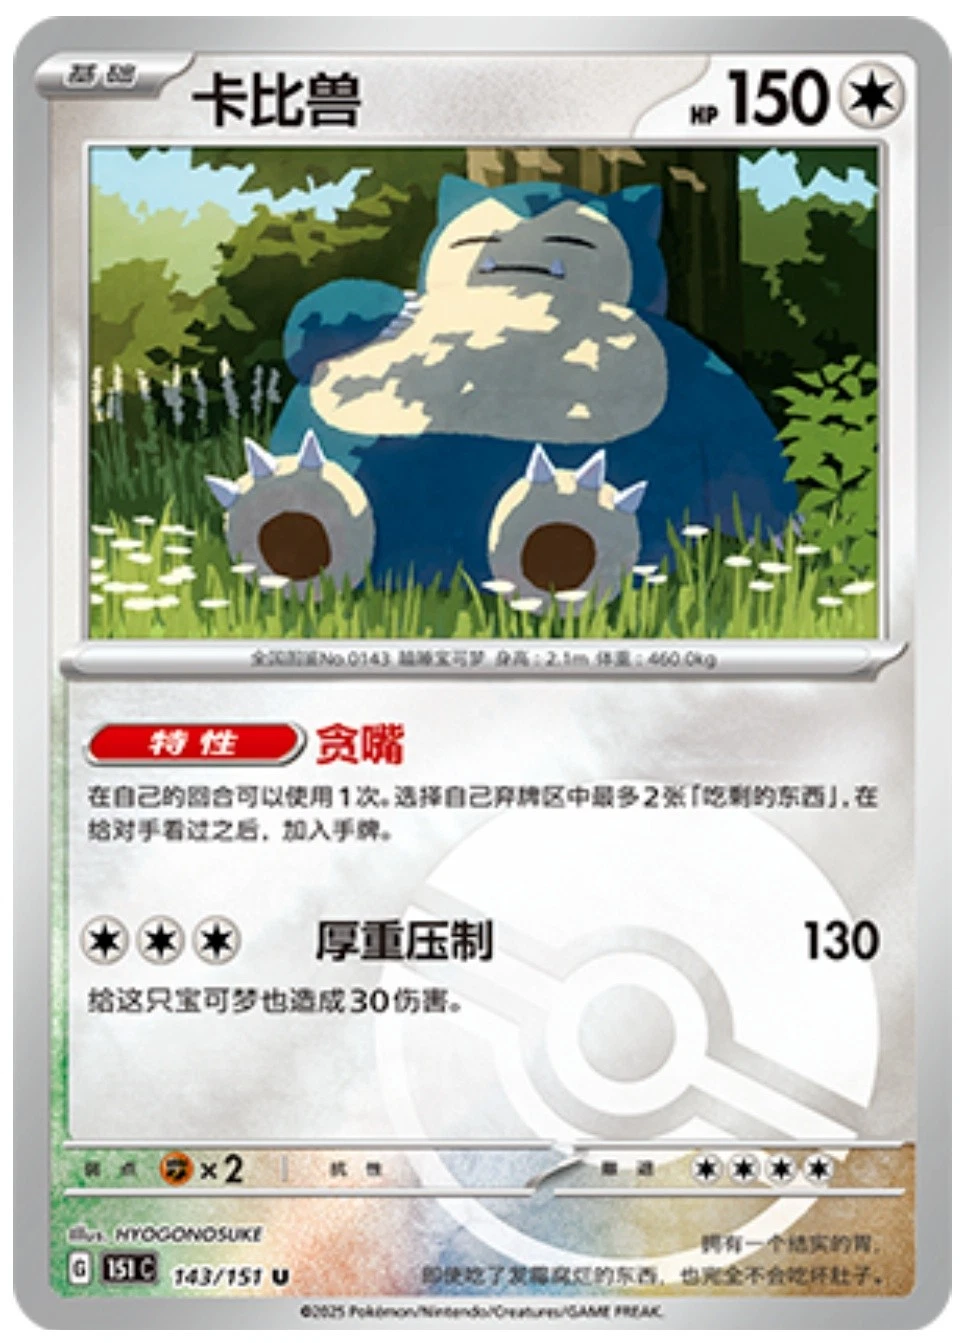 基础
卡比兽
HP 150
全国图鉴No.0143 瞌睡宝可梦 身高：2.1m 体重：460.0kg
特性 贪嘴
在自己的回合可以使用1次。选择自己弃牌区中最多2张「吃剩的东西」，在
给对手看过之后，加入手牌。
厚重压制 130
给这只宝可梦也造成30伤害。
弱点 ×2 抗性 撤退
Illus. HYOGONOSUKE
G 151 C 143/151 U
拥有一个结实的胃，
即使吃了发霉腐烂的东西，也完全不会吃坏肚子。
©2025 Pokémon/Nintendo/Creatures/GAME FREAK.